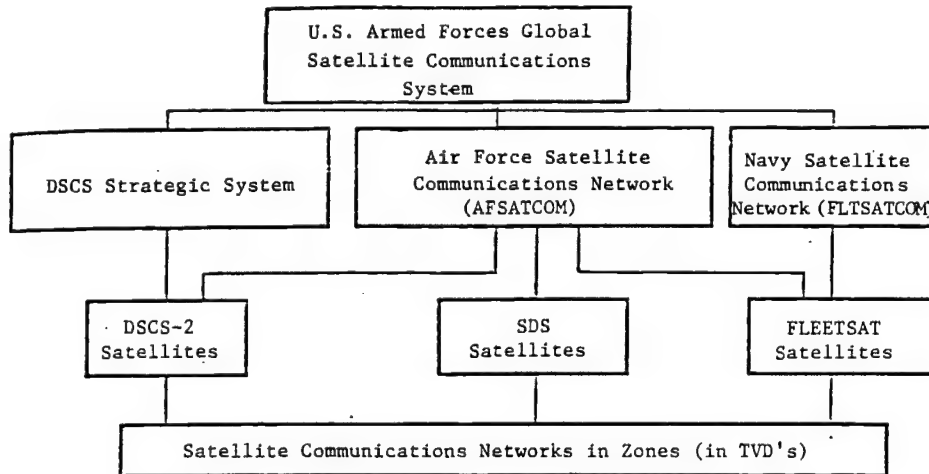 U.S. Armed Forces Global
Satellite Communications
System
DSCS Strategic System
Air Force Satellite
Communications Network
(AFSATCOM)
Navy Satellite
Communications
Network (FLTSATCOM)
DSCS-2
Satellites
SDS
Satellites
FLEETSAT
Satellites
Satellite Communications Networks in Zones (in TVD's)